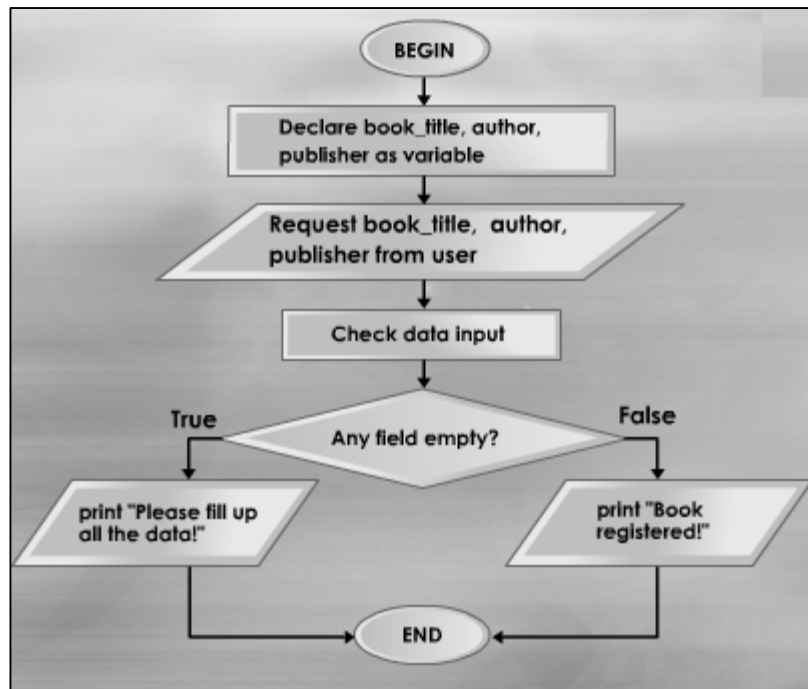 BEGIN
Declare book_title, author,
publisher as variable
Request book_title, author,
publisher from user
Check data input
True
False
Any field empty?
print "Please fill up
all the data!"
print "Book
registered!"
END